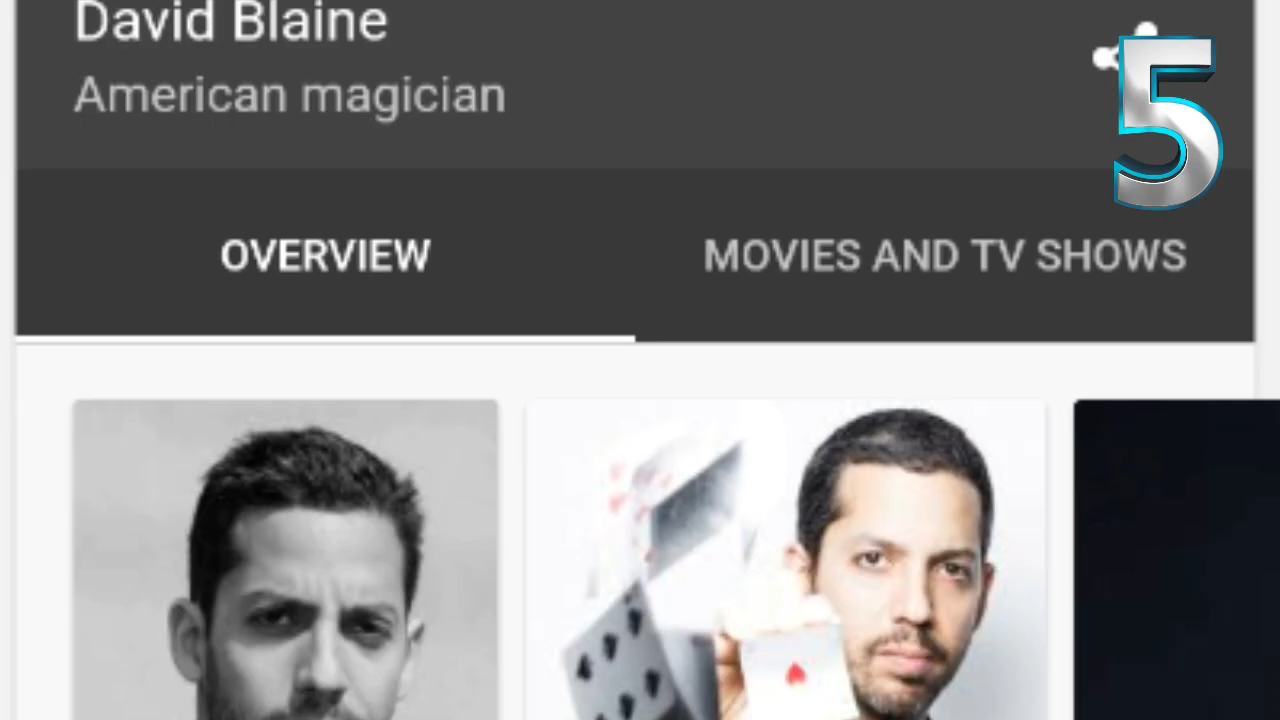 David Blaine
American magician
5
OVERVIEW
MOVIES AND TV SHOWS